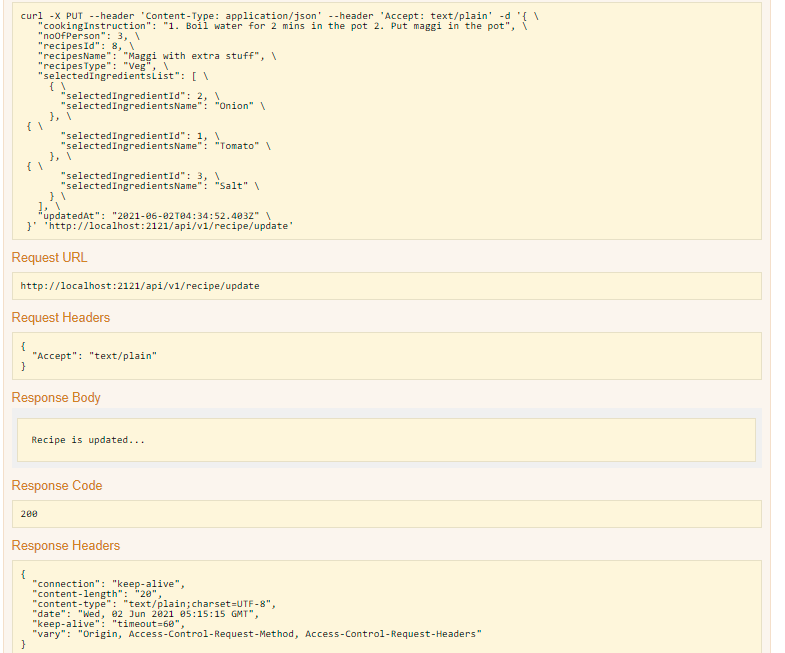 curl -X PUT --header 'Content-Type: application/json' --header 'Accept: text/plain' -d '{ \
"cookingInstruction": "1. Boil water for 2 mins in the pot 2. Put maggi in the pot", \
"noOfPerson": 3, \
"recipesId": 8, \
"recipesName": "Maggi with extra stuff", \
"recipesType": "Veg", \
"selectedIngredientsList": [ \
{ \
"selectedIngredientId": 2, \
"selectedIngredientsName": "Onion" \
}, \
{ \
"selectedIngredientId": 1, \
"selectedIngredientsName": "Tomato" \
}, \
{ \
"selectedIngredientId": 3, \
"selectedIngredientsName": "Salt" \
} \
], \
"updatedAt": "2021-06-02T04:34:52.403Z" \
}' 'http://localhost:2121/api/v1/recipe/update'
Request URL
http://localhost:2121/api/v1/recipe/update
Request Headers
{
"Accept": "text/plain"
}
Response Body
Recipe is updated...
Response Code
200
Response Headers
{
"connection": "keep-alive",
"content-length": "20",
"content-type": "text/plain;charset=UTF-8",
"date": "Wed, 02 Jun 2021 05:15:15 GMT",
"keep-alive": "timeout=60",
"vary": "Origin, Access-Control-Request-Method, Access-Control-Request-Headers"
}